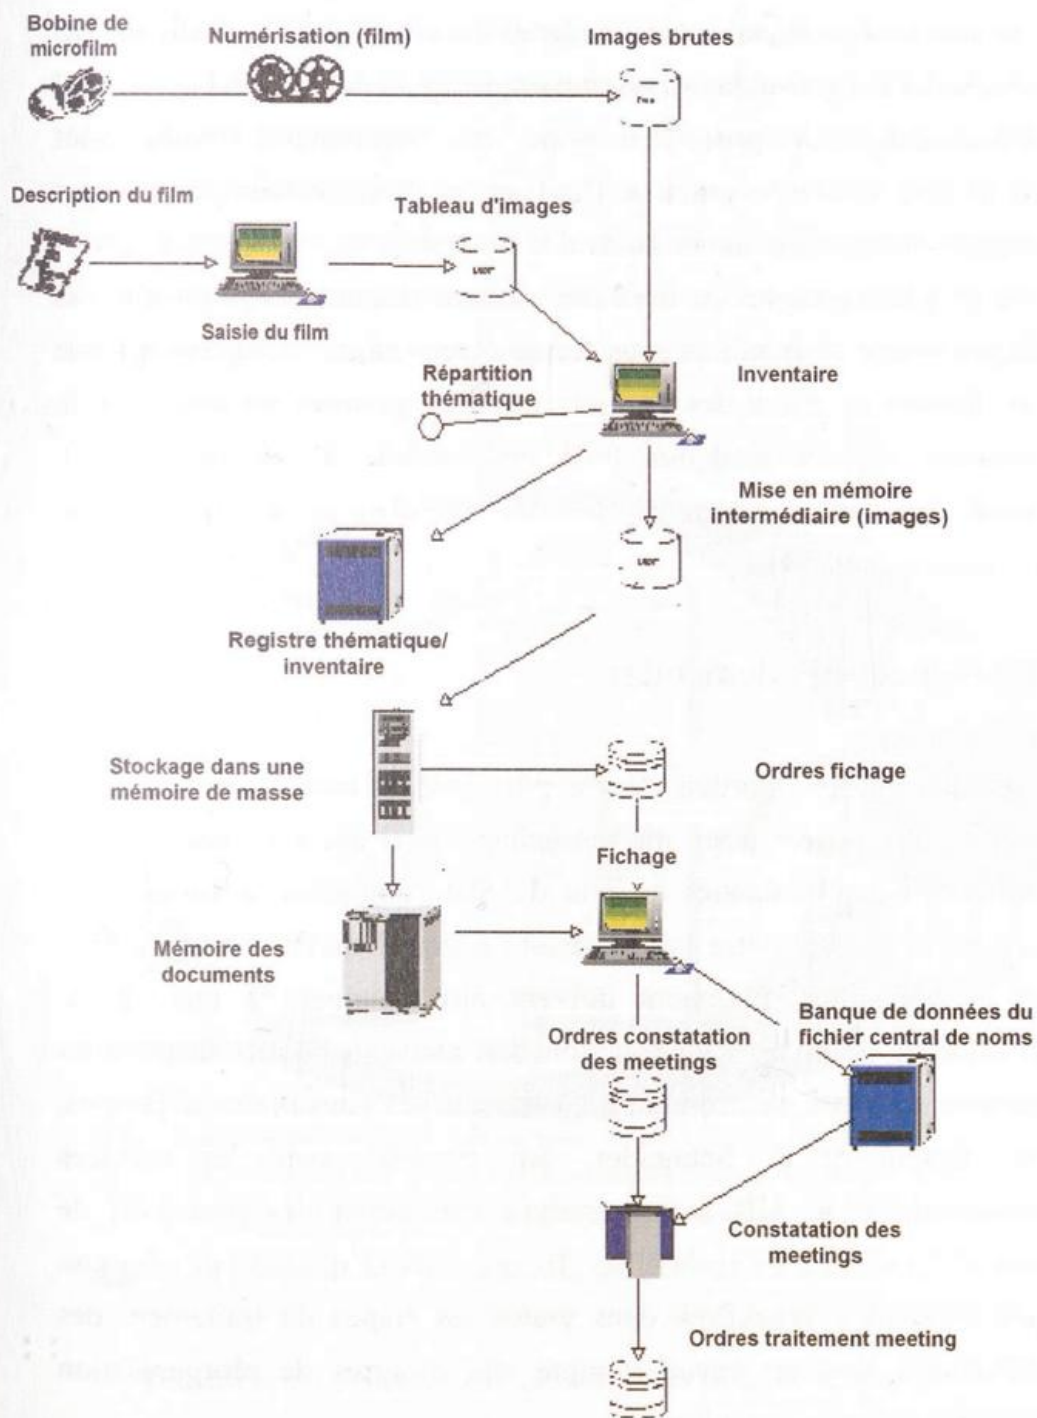 Bobine de
microfilm
Numérisation (film)
Images brutes
Description du film
Tableau d'images
Saisie du film
Répartition
thématique
Inventaire
Mise en mémoire
intermédiaire (images)
Registre thématique/
inventaire
Stockage dans une
mémoire de masse
Ordres fichage
Fichage
Mémoire des
documents
Ordres constatation
des meetings
Banque de données du
fichier central de noms
Constatation des
meetings
Ordres traitement meeting